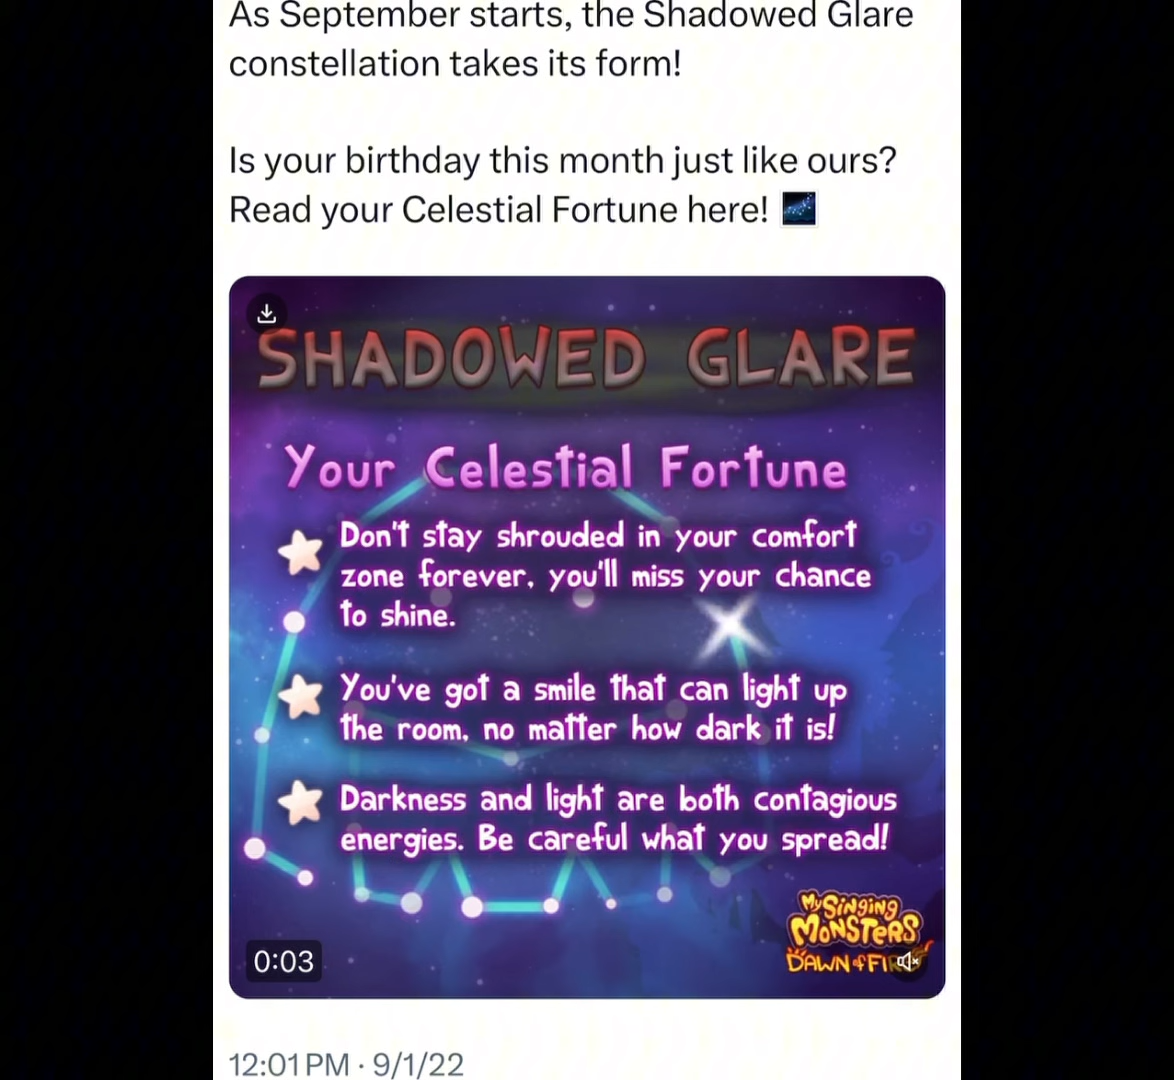 As September starts, the Shadowed Glare
constellation takes its form!
Is your birthday this month just like ours?
Read your Celestial Fortune here!
SHADOWED GLARE
Your Celestial Fortune
Don't stay shrouded in your comfort
zone forever, you'll miss your chance
to shine.
You've got a smile that can light up
the room, no matter how dark it is!
Darkness and light are both contagious
energies. Be careful what you spread!
My Singing
Monsters
Dawn of
0:03
12:01 PM · 9/1/22